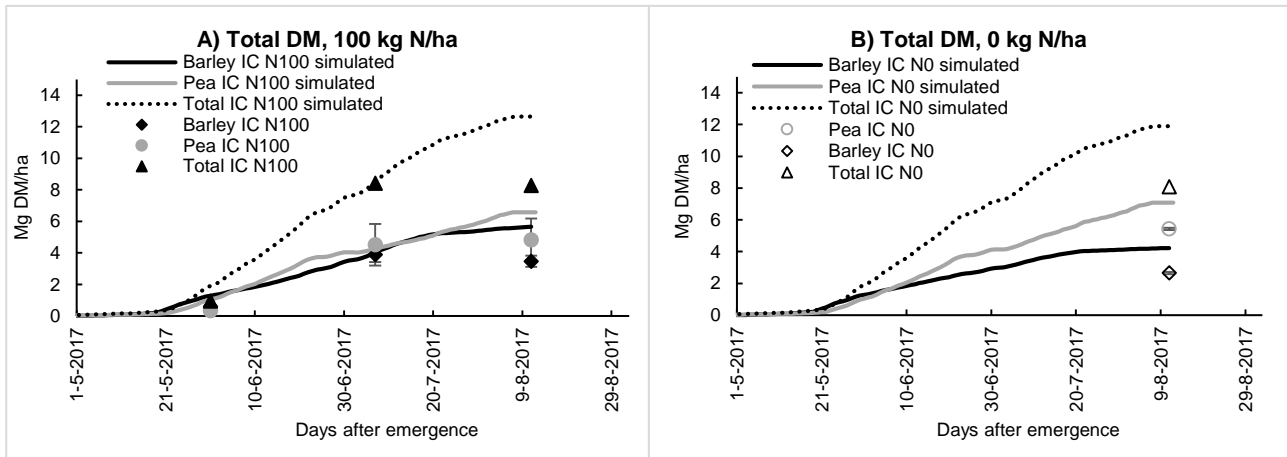 A) Total DM, 100 kg N/ha
Barley IC N100 simulated
Pea IC N100 simulated
Total IC N100 simulated
Barley IC N100
Pea IC N100
Total IC N100
14
12
10
8
6
4
2
0
Mg DM/ha
1-5-2017
21-5-2017
10-6-2017
30-6-2017
20-7-2017
9-8-2017
29-8-2017
Days after emergence
B) Total DM, 0 kg N/ha
Barley IC N0 simulated
Pea IC N0 simulated
Total IC N0 simulated
Pea IC N0
Barley IC N0
Total IC N0
14
12
10
8
6
4
2
0
1-5-2017
21-5-2017
10-6-2017
30-6-2017
20-7-2017
9-8-2017
29-8-2017
Days after emergence